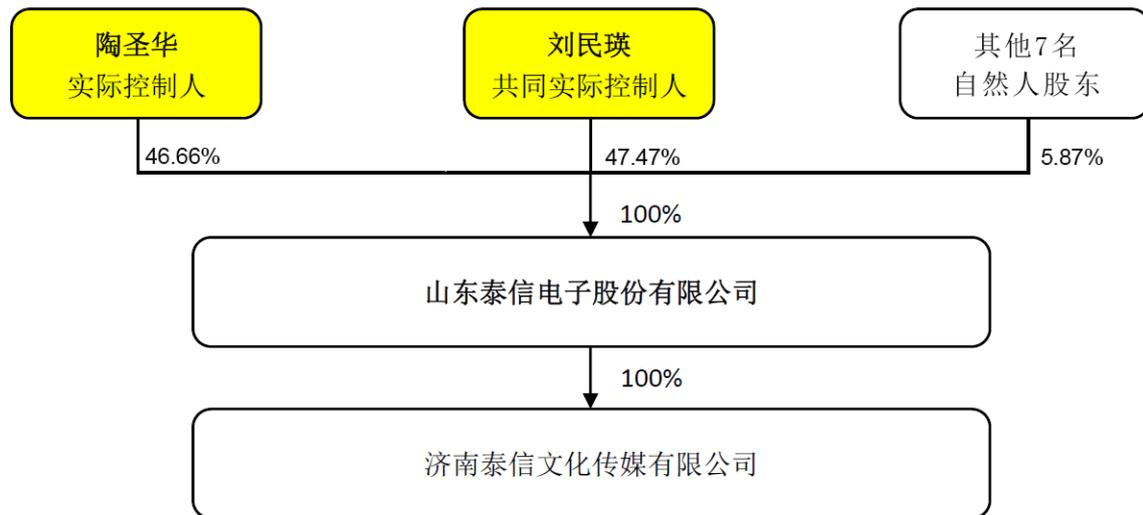 陶圣华
实际控制人
刘民瑛
共同实际控制人
其他7名
自然人股东
46.66%
47.47%
5.87%
100%
山东泰信电子股份有限公司
100%
济南泰信文化传媒有限公司